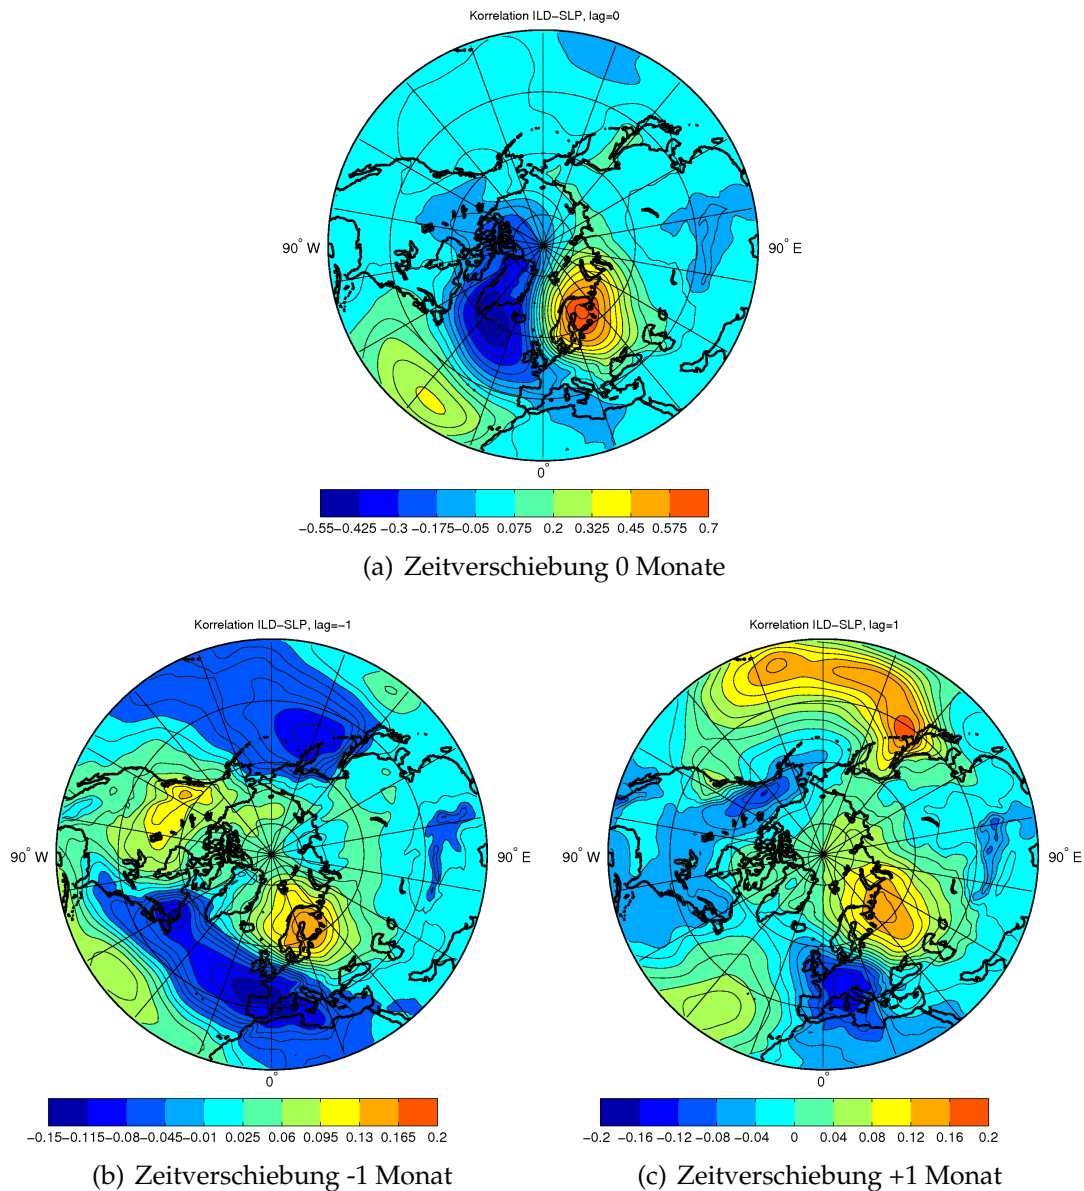 Korrelation ILD−SLP, lag=0
90° W
90° E
0°
−0.55 −0.425 −0.3 −0.175 −0.05 0.075 0.2 0.325 0.45 0.575 0.7
(a) Zeitverschiebung 0 Monate
Korrelation ILD−SLP, lag=−1
90° W
90° E
0°
−0.15 −0.115 −0.08 −0.045 −0.01 0.025 0.06 0.095 0.13 0.165 0.2
(b) Zeitverschiebung -1 Monat
Korrelation ILD−SLP, lag=1
90° W
90° E
0°
−0.2 −0.16 −0.12 −0.08 −0.04 0 0.04 0.08 0.12 0.16 0.2
(c) Zeitverschiebung +1 Monat